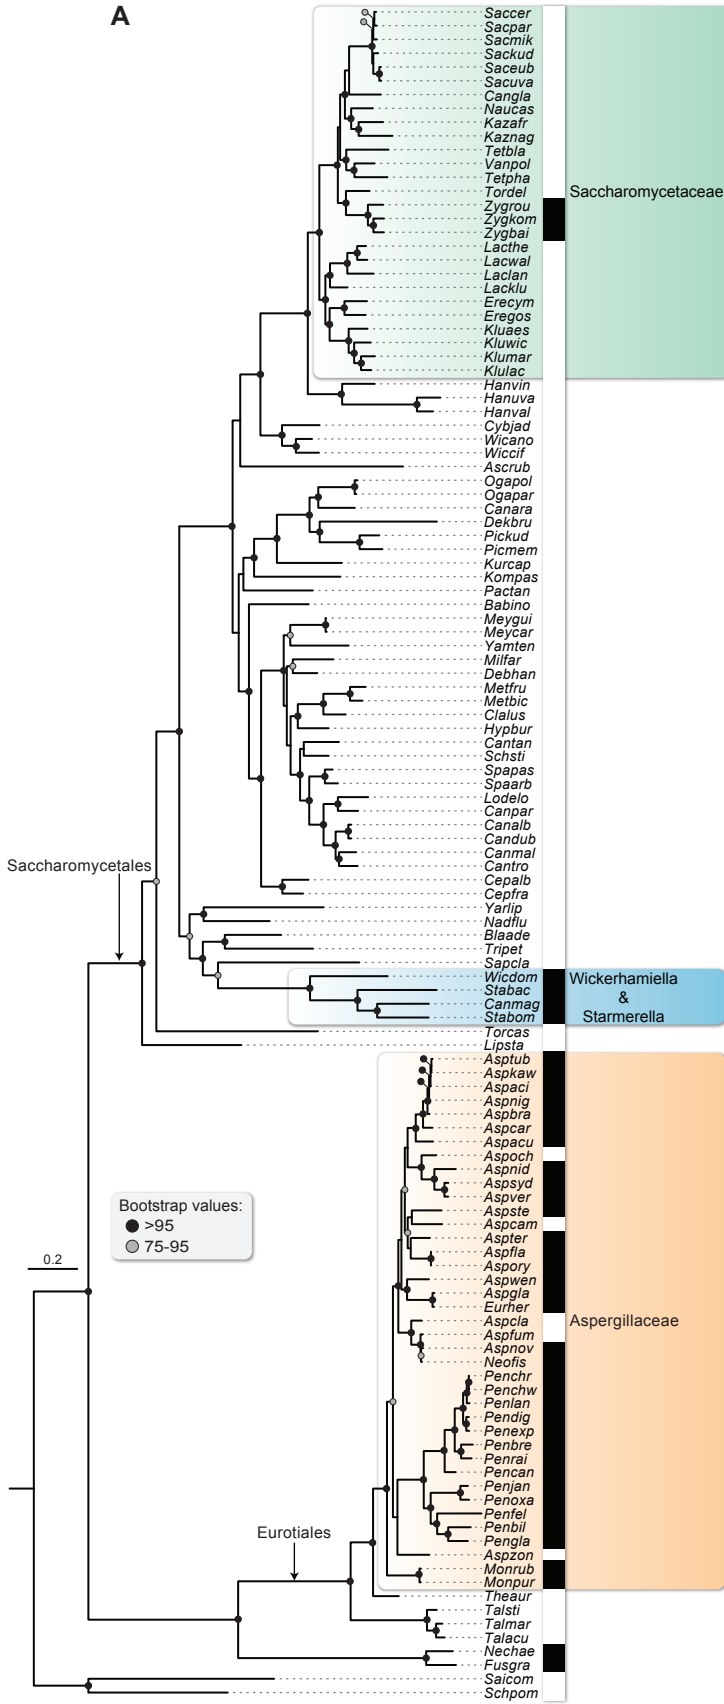 A
Saccer
Sacpar
Sacmik
Sackud
Saceub
Sacuva
Cangla
Naucas
Kazafr
Kaznag
Tetbla
Vanpol
Tetpha
Tordel
Saccharomycetaceae
Zygrou
Zygkom
Zygbai
Lacthe
Lacwal
Laclan
Lacklu
Erecym
Eregos
Kluaes
Kluwic
Klumar
Klulac
Hanvin
Hanuva
Hanval
Cybjad
Wicano
Wiccif
Ascrub
Ogapol
Ogapar
Canara
Dekbru
Pickud
Picmem
Kurcap
Kompas
Pactan
Babino
Meygui
Meycar
Yamten
Milfar
Debhan
Metfru
Metbic
Clalus
Hypbur
Cantan
Schsti
Spapas
Spaarb
Lodelo
Canpar
Canalb
Candub
Canmal
Cantro
Saccharomycetales
Cepalb
Cepfra
Yarlip
Nadflu
Blaade
Tripet
Sapcla
Wicdom
Stabac
Canmag
Stabom
Wickerhamiella
&
Starmerella
Torcas
Lipsta
Asptub
Aspkaw
Aspaci
Aspnig
Aspbra
Aspcar
Aspacu
Aspoch
Aspnid
Aspsyd
Aspver
Aspste
Aspcam
Aspter
Aspfla
Aspory
Aspwen
Aspgla
Eurher
Bootstrap values:
>95
75-95
0.2
Aspcla
Aspergillaceae
Aspfum
Aspnov
Neofis
Penchr
Penchw
Penlan
Pendig
Penexp
Penbre
Penrai
Pencan
Penjan
Penoxa
Penfel
Penbil
Pengla
Eurotiales
Aspzon
Monrub
Monpur
Theaur
Talsti
Talmar
Talacu
Nechae
Fusgra
Saicom
Schpom